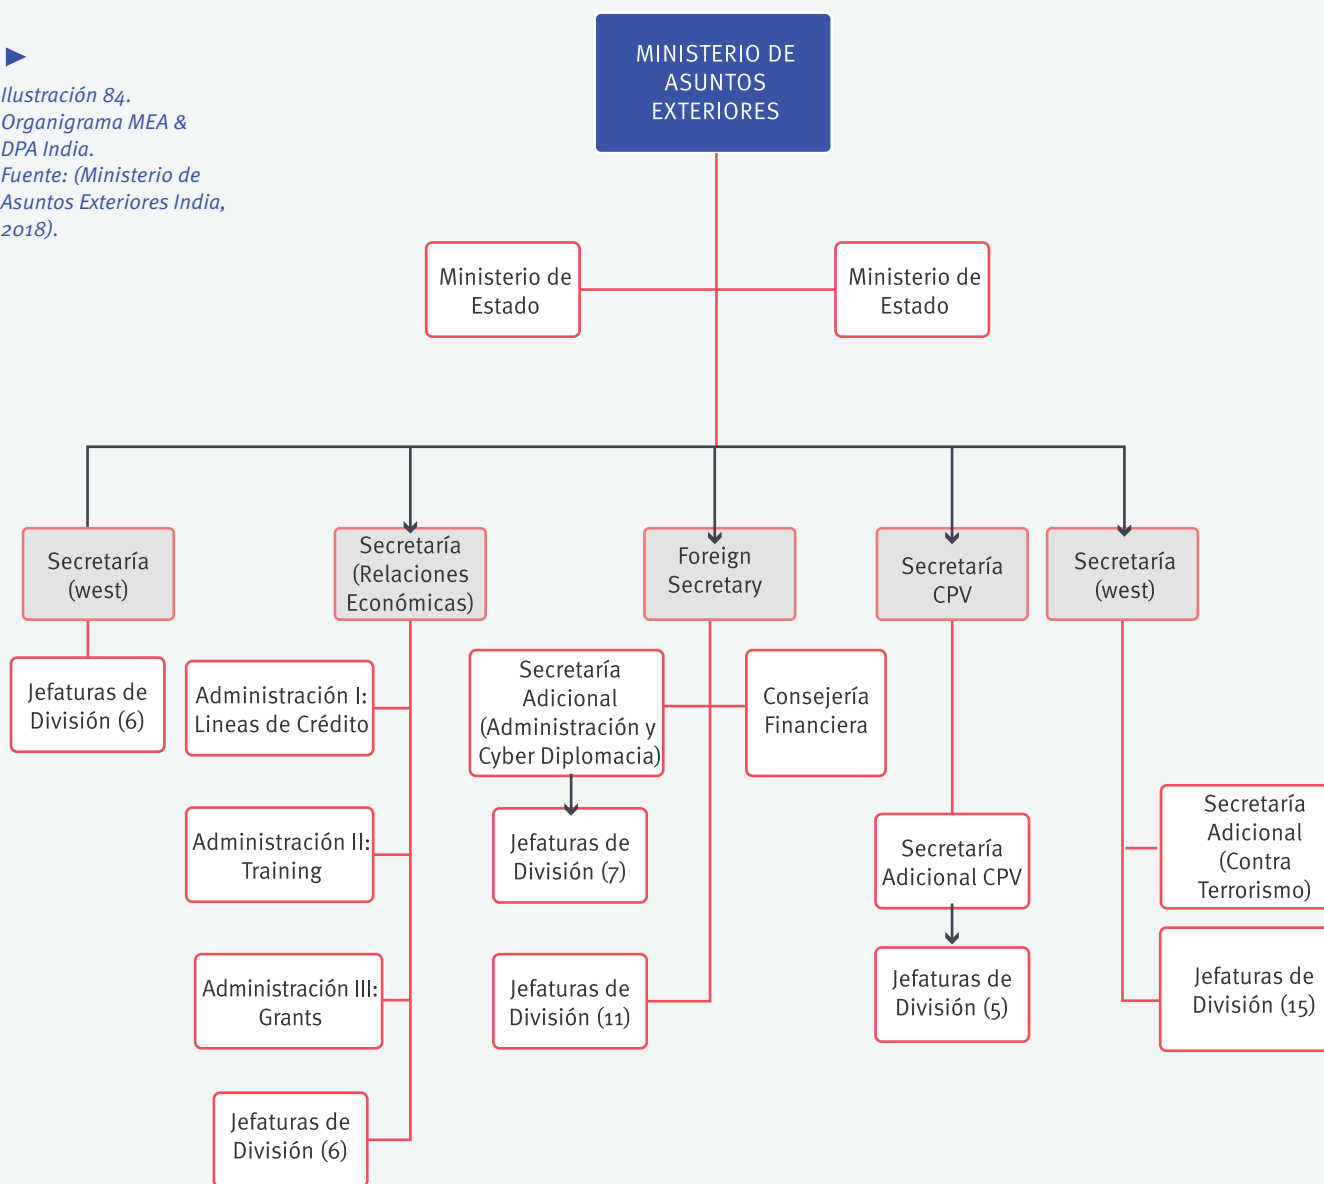 MINISTERIO DE
ASUNTOS
EXTERIORES
Ilustración 84.
Organigrama MEA &
DPA India.
Fuente: (Ministerio de
Asuntos Exteriores India,
2018).
Ministerio de
Estado
Ministerio de
Estado
Secretaría
(west)
Secretaría
(Relaciones
Económicas)
Foreign
Secretary
Secretaría
CPV
Secretaría
(west)
Jefaturas de
División (6)
Administración I:
Lineas de Crédito
Administración II:
Training
Administración III:
Grants
Jefaturas de
División (6)
Secretaría
Adicional
(Administración y
Cyber Diplomacia)
Consejería
Financiera
Jefaturas de
División (7)
Jefaturas de
División (11)
Secretaría
Adicional CPV
Jefaturas de
División (5)
Secretaría
Adicional
(Contra
Terrorismo)
Jefaturas de
División (15)